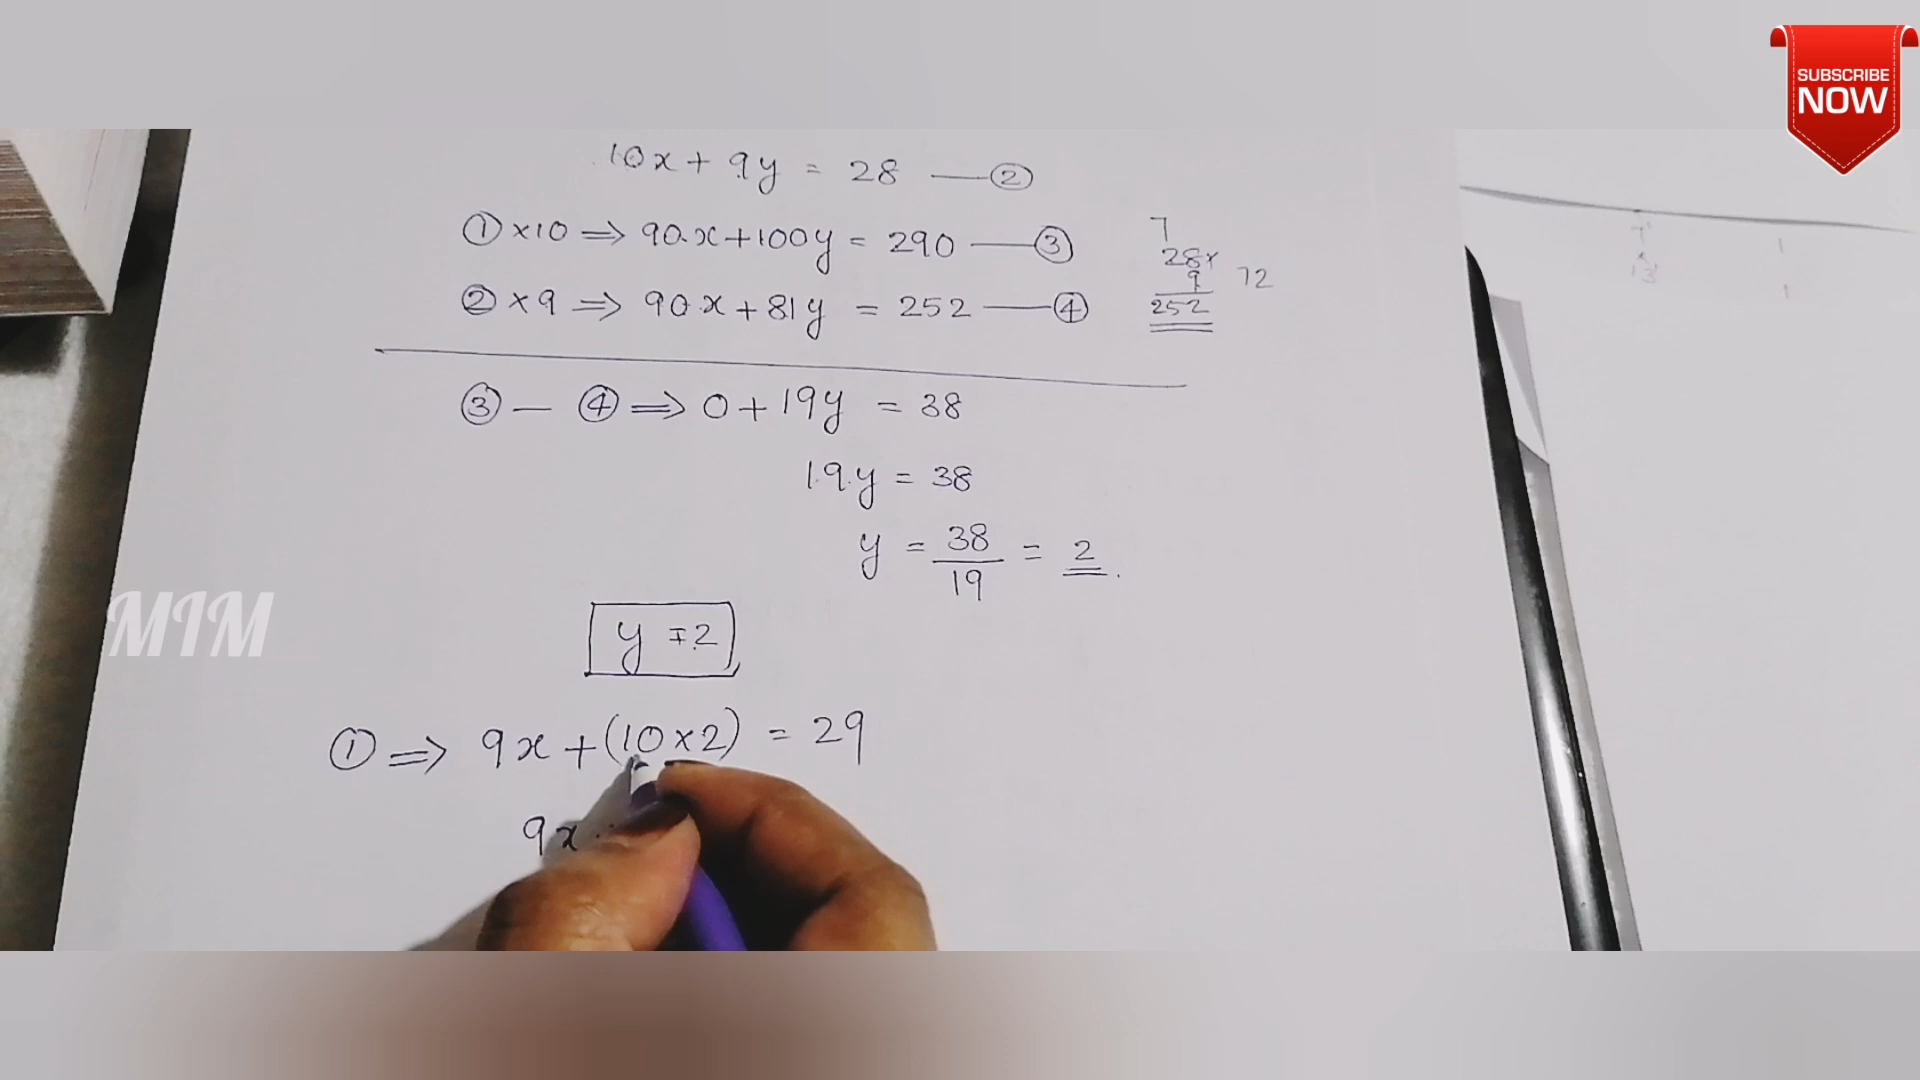 SUBSCRIBE
NOW
10x + 9y = 28 —②
① ×10 ⇒ 90x + 100y = 290 —③
② ×9 ⇒ 90x + 81y = 252 —④
7
28×
9
72
252
③ — ④ ⇒ 0 + 19y = 38
19y = 38
y = 38/19 = 2
y = 2
MIM
① ⇒ 9x + (10×2) = 29
9x